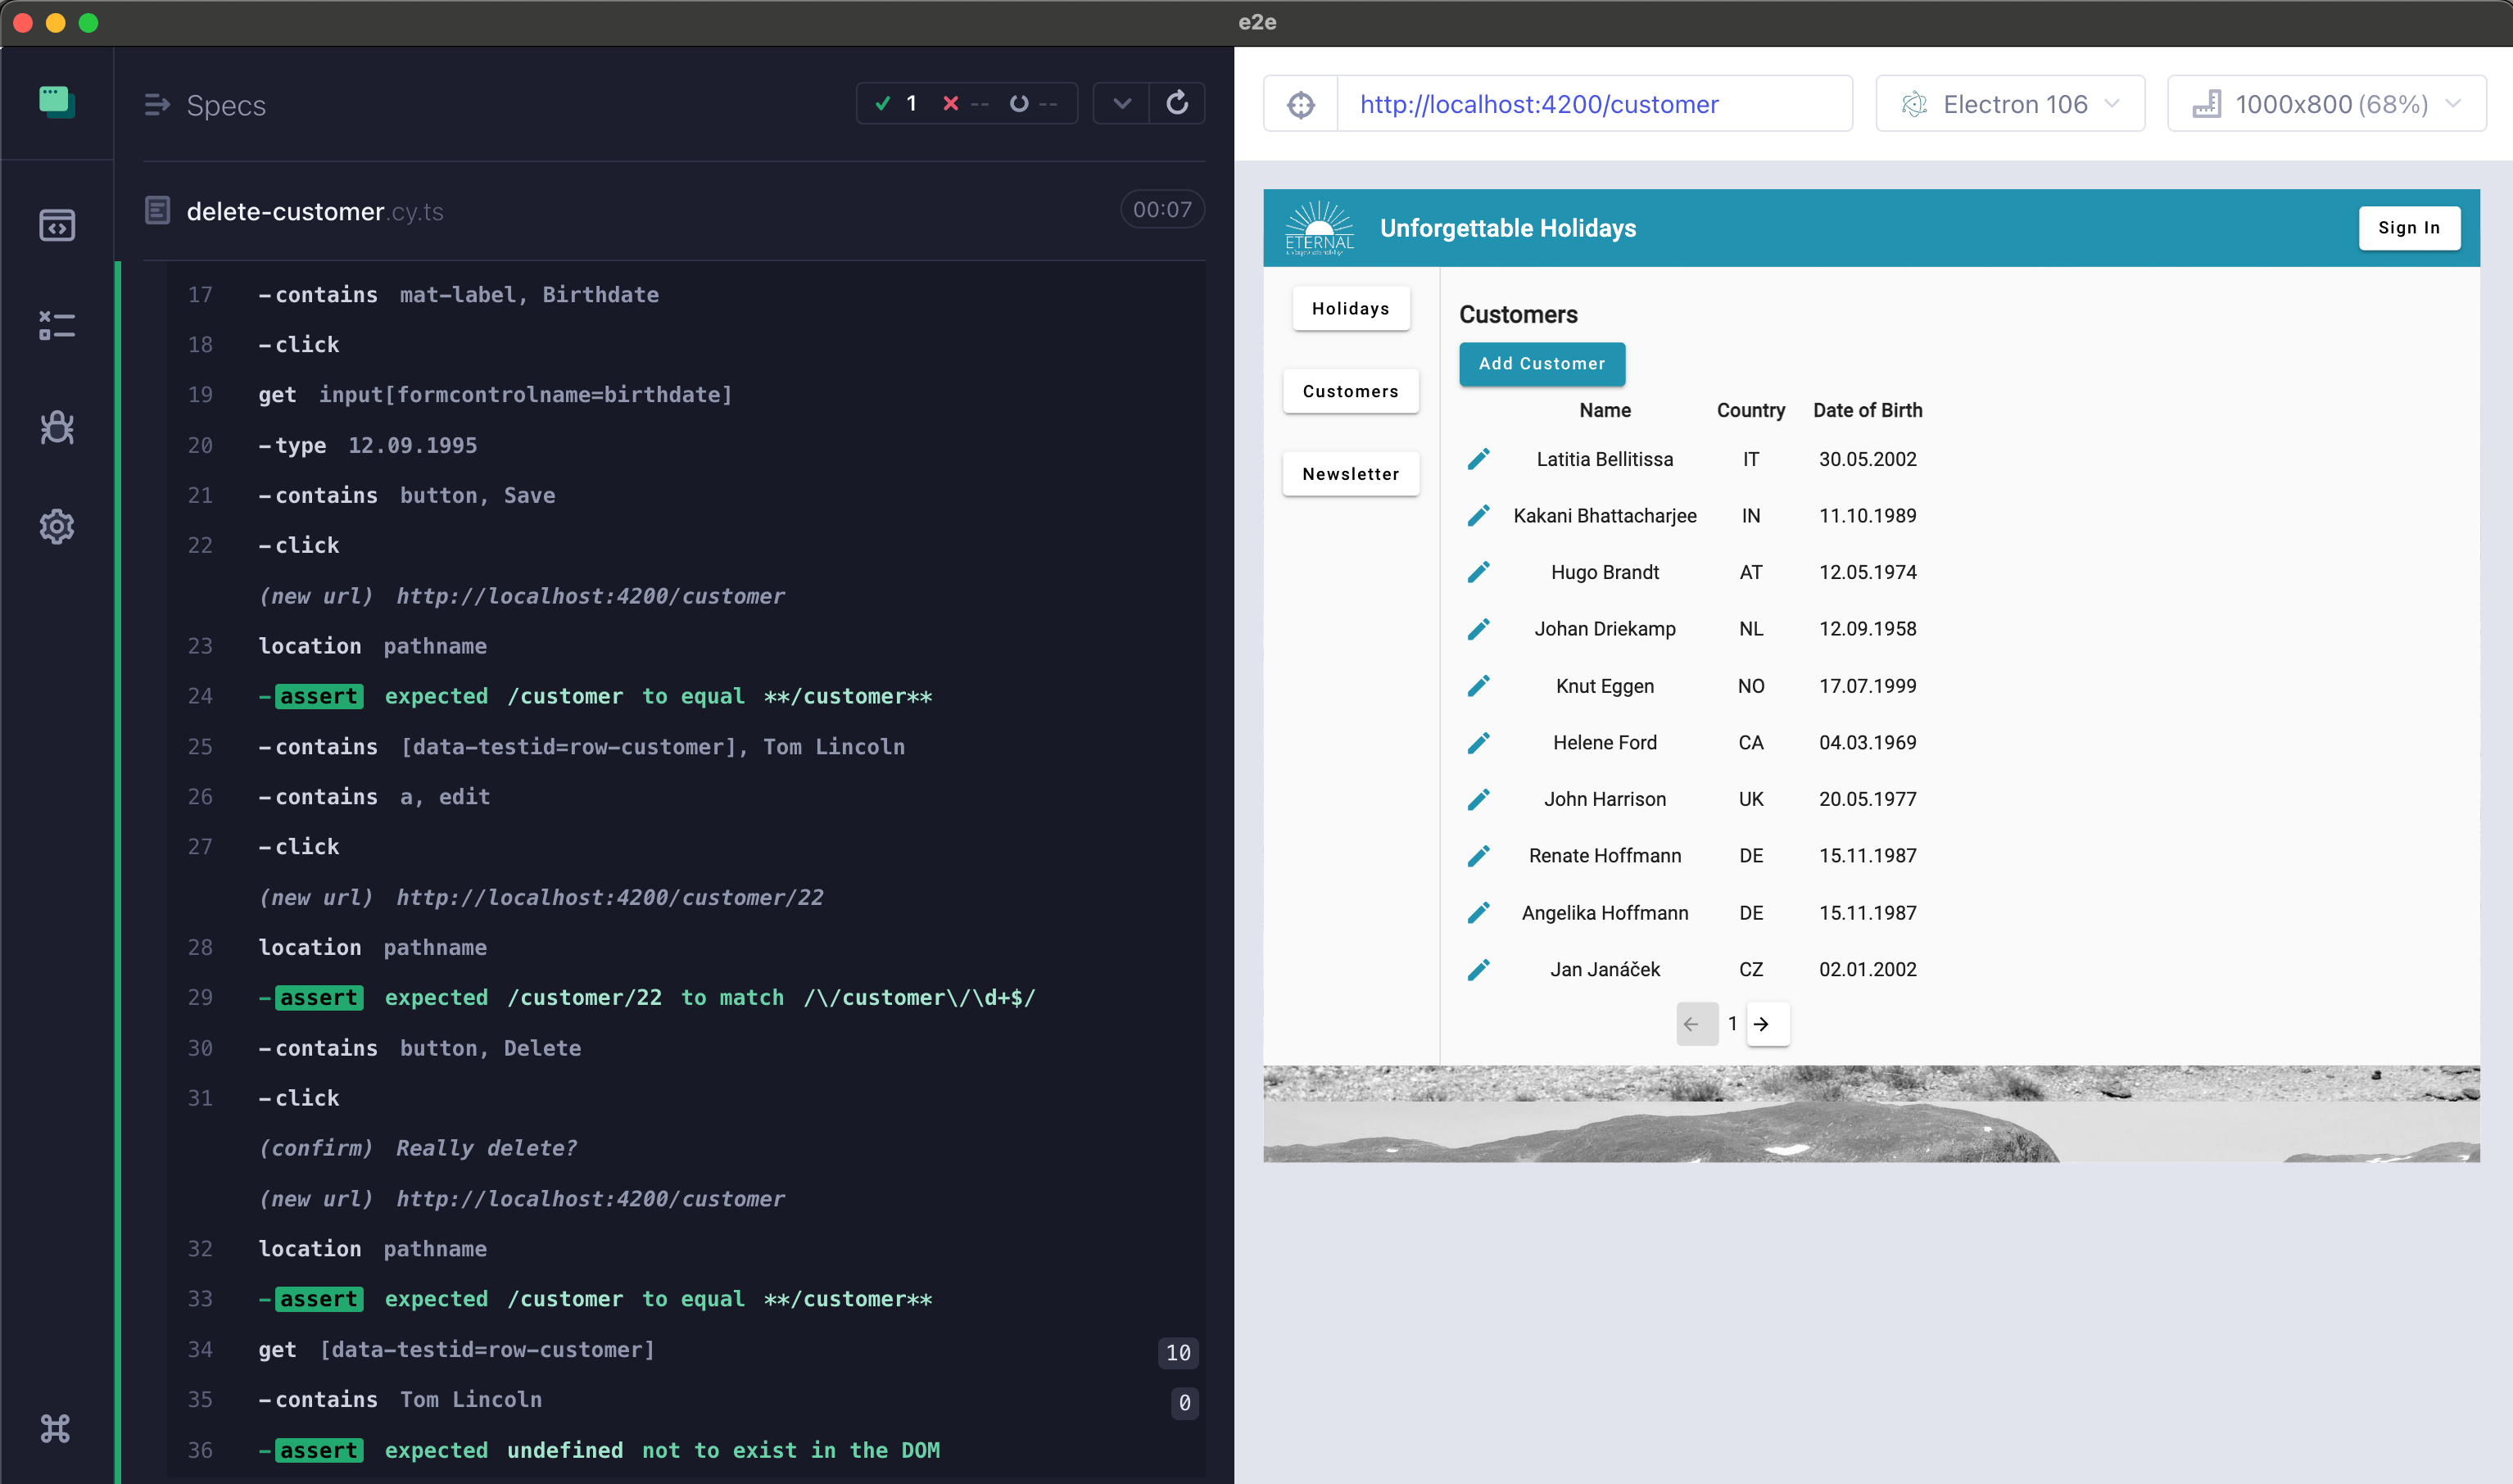 e2e
Specs
1 -- --
delete-customer.cy.ts 00:07
17 -contains mat-label, Birthdate
18 -click
19 get input[formcontrolname=birthdate]
20 -type 12.09.1995
21 -contains button, Save
22 -click
(new url) http://localhost:4200/customer
23 location pathname
24 -assert expected /customer to equal **/customer**
25 -contains [data-testid=row-customer], Tom Lincoln
26 -contains a, edit
27 -click
(new url) http://localhost:4200/customer/22
28 location pathname
29 -assert expected /customer/22 to match /\/customer\/\d+$/
30 -contains button, Delete
31 -click
(confirm) Really delete?
(new url) http://localhost:4200/customer
32 location pathname
33 -assert expected /customer to equal **/customer**
34 get [data-testid=row-customer] 10
35 -contains Tom Lincoln 0
36 -assert expected undefined not to exist in the DOM
http://localhost:4200/customer
Electron 106
1000x800 (68%)
ETERNAL
Unforgettable Holidays
Sign In
Holidays
Customers
Newsletter
Customers
Add Customer
Name Country Date of Birth
Latitia Bellitissa IT 30.05.2002
Kakani Bhattacharjee IN 11.10.1989
Hugo Brandt AT 12.05.1974
Johan Driekamp NL 12.09.1958
Knut Eggen NO 17.07.1999
Helene Ford CA 04.03.1969
John Harrison UK 20.05.1977
Renate Hoffmann DE 15.11.1987
Angelika Hoffmann DE 15.11.1987
Jan Janáček CZ 02.01.2002
1